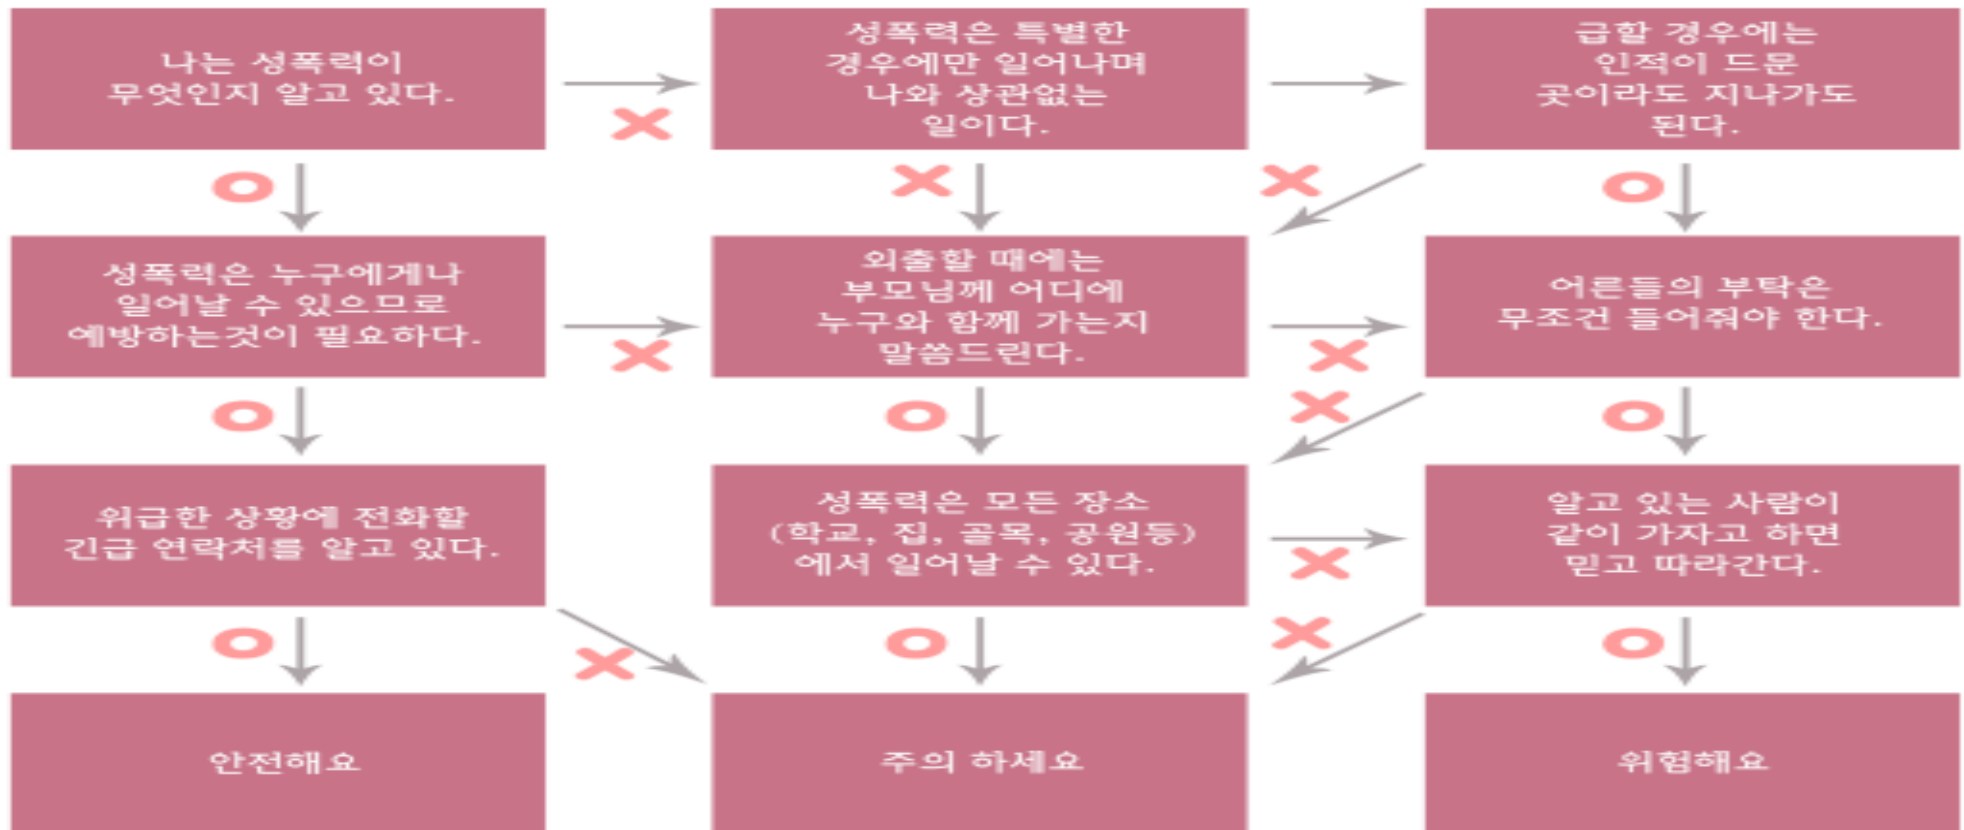 나는 성폭력이
무엇인지 알고 있다.
성폭력은 특별한
경우에만 일어나며
나와 상관없는
일이다.
급할 경우에는
인적이 드문
곳이라도 지나가도
된다.
성폭력은 누구에게나
일어날 수 있으므로
예방하는것이 필요하다.
외출할 때에는
부모님께 어디에
누구와 함께 가는지
말씀드린다.
어른들의 부탁은
무조건 들어줘야 한다.
위급한 상황에 전화할
긴급 연락처를 알고 있다.
성폭력은 모든 장소
(학교, 집, 골목, 공원등)
에서 일어날 수 있다.
알고 있는 사람이
같이 가자고 하면
믿고 따라간다.
안전해요
주의 하세요
위험해요